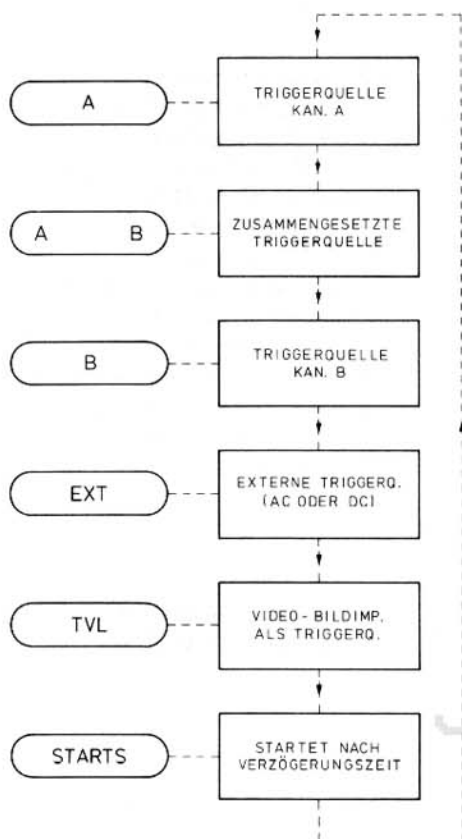 A
TRIGGERQUELLE
KAN. A
A B
ZUSAMMENGESETZTE
TRIGGERQUELLE
B
TRIGGERQUELLE
KAN. B
EXT
EXTERNE TRIGGERQ.
(AC ODER DC)
TVL
VIDEO-BILDIMP.
ALS TRIGGERQ.
STARTS
STARTET NACH
VERZÖGERUNGSZEIT